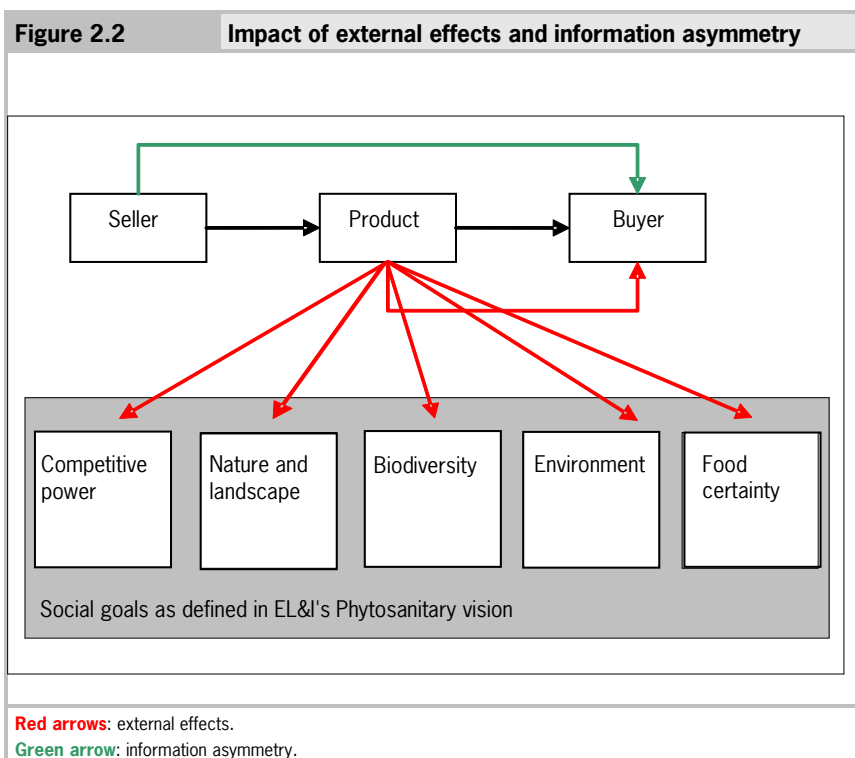 Figure 2.2 Impact of external effects and information asymmetry
Seller Product Buyer
Competitive power
Nature and landscape
Biodiversity
Environment
Food certainty
Social goals as defined in EL&I's Phytosanitary vision
Red arrows: external effects.
Green arrow: information asymmetry.